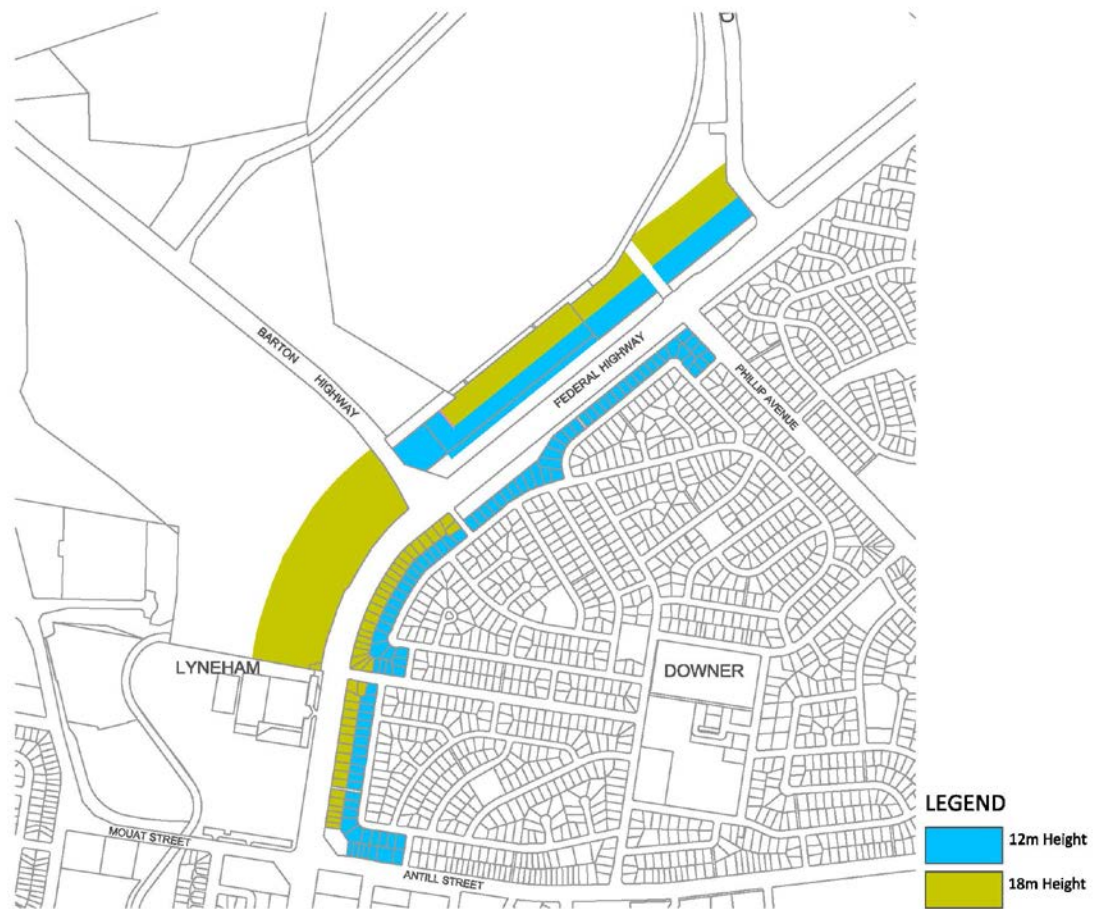 BARTON
HIGHWAY
FEDERAL HIGHWAY
PHILLIP AVENUE
LYNEHAM
DOWNER
MOUAT STREET
ANTILL STREET
LEGEND
12m Height
18m Height